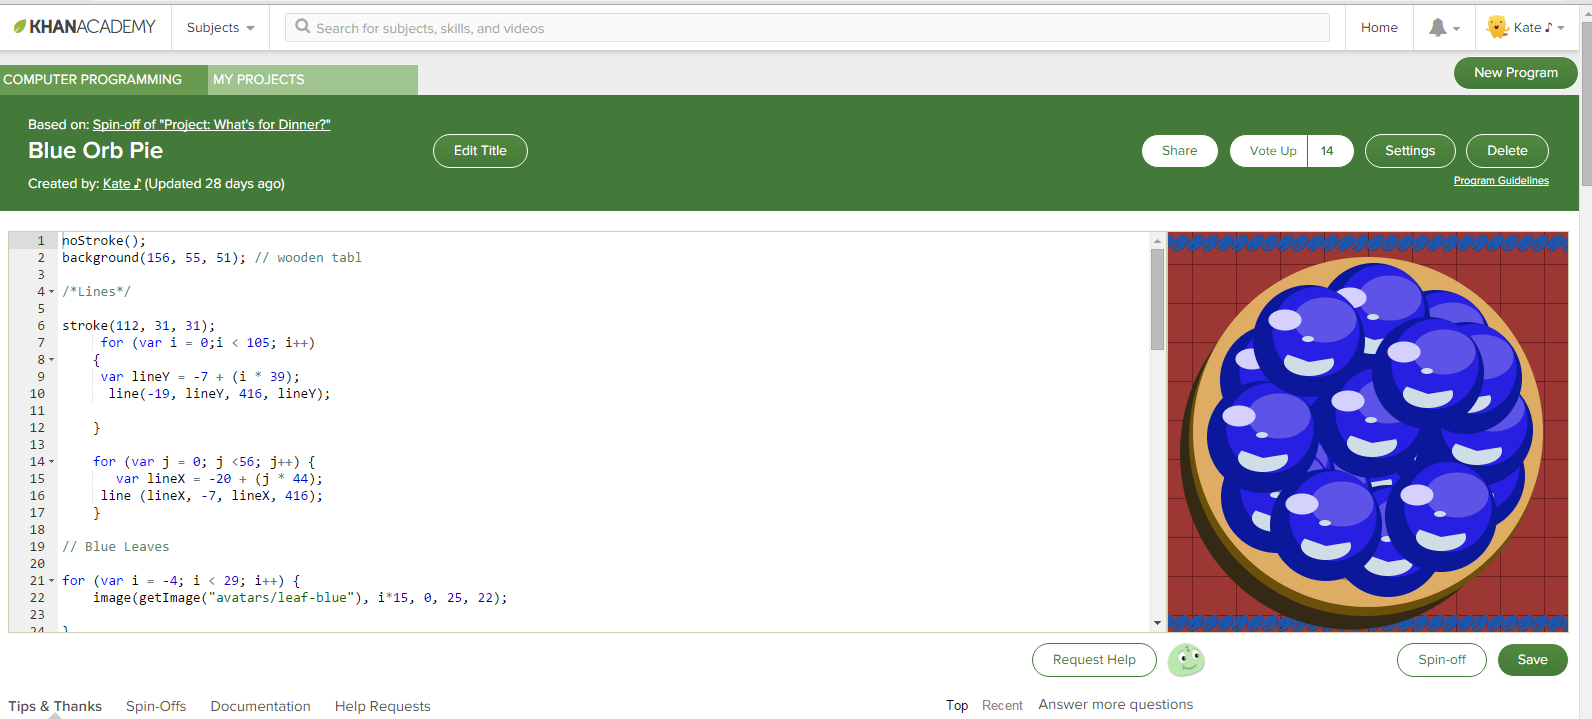 KHANACADEMY Subjects Search for subjects, skills, and videos Home Kate ♪
COMPUTER PROGRAMMING MY PROJECTS New Program
Based on: Spin-off of "Project: What's for Dinner?"
Blue Orb Pie Edit Title Share Vote Up 14 Settings Delete
Program Guidelines
Created by: Kate ♪ (Updated 28 days ago)
1 noStroke();
2 background(156, 55, 51); // wooden tabl
3
4 /*Lines*/
5
6 stroke(112, 31, 31);
7 for (var i = 0;i < 105; i++)
8 {
9 var lineY = -7 + (i * 39);
10 line(-19, lineY, 416, lineY);
11
12 }
13
14 for (var j = 0; j <56; j++) {
15 var lineX = -20 + (j * 44);
16 line (lineX, -7, lineX, 416);
17 }
18
19 // Blue Leaves
20
21 for (var i = -4; i < 29; i++) {
22 image(getImage("avatars/leaf-blue"), i*15, 0, 25, 22);
23
24 }
Request Help Spin-off Save
Tips & Thanks Spin-Offs Documentation Help Requests Top Recent Answer more questions